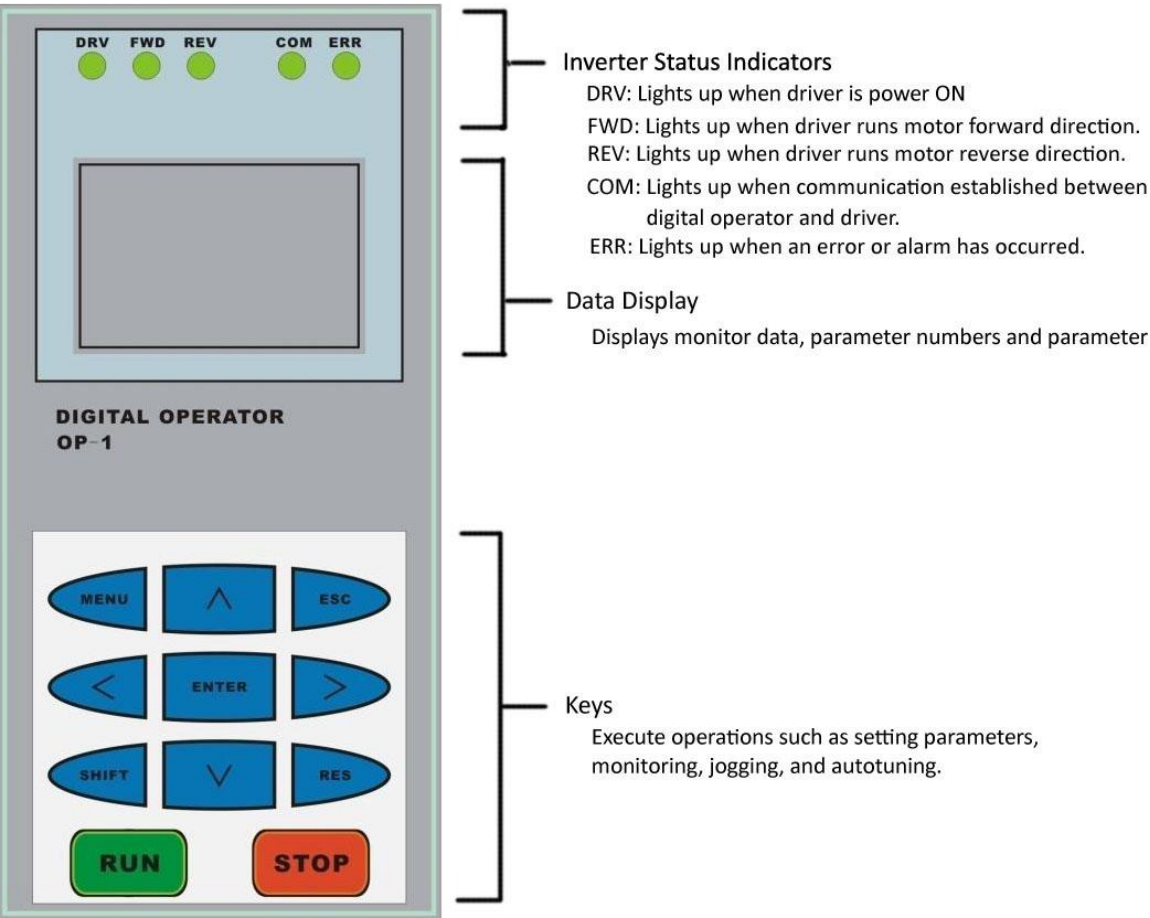 DRV FWD REV COM ERR
DIGITAL OPERATOR
OP-1
MENU ∧ ESC
< ENTER >
SHIFT ∨ RES
RUN STOP
Inverter Status Indicators
DRV: Lights up when driver is power ON
FWD: Lights up when driver runs motor forward direction.
REV: Lights up when driver runs motor reverse direction.
COM: Lights up when communication established between
digital operator and driver.
ERR: Lights up when an error or alarm has occurred.
Data Display
Displays monitor data, parameter numbers and parameter
Keys
Execute operations such as setting parameters,
monitoring, jogging, and autotuning.